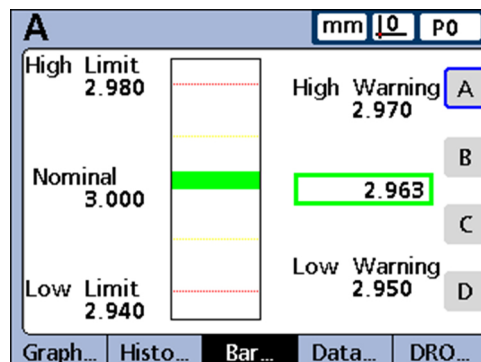 A mm 0 P0
High Limit
2.980
High Warning
2.970
A
B
Nominal
3.000
2.963
C
Low Warning
2.950
D
Low Limit
2.940
Graph... Histo... Bar... Data... DRO...